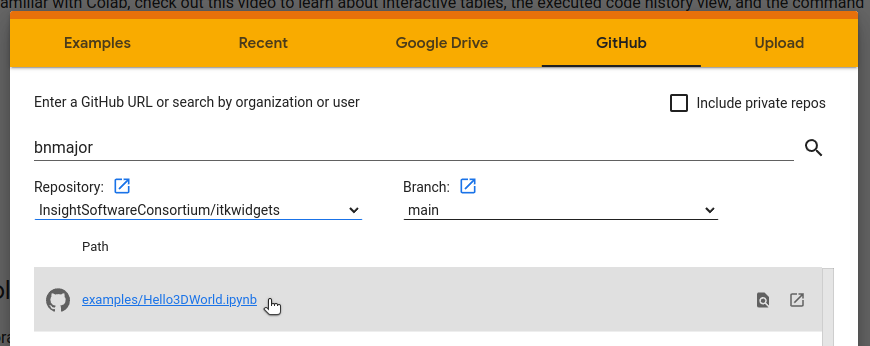 amiliar with Colab, check out this video to learn about interactive tables, the executed code history view, and the command
Examples Recent Google Drive GitHub Upload
Enter a GitHub URL or search by organization or user
Include private repos
bnmajor
Repository: Branch:
InsightSoftwareConsortium/itkwidgets main
Path
examples/Hello3DWorld.ipynb